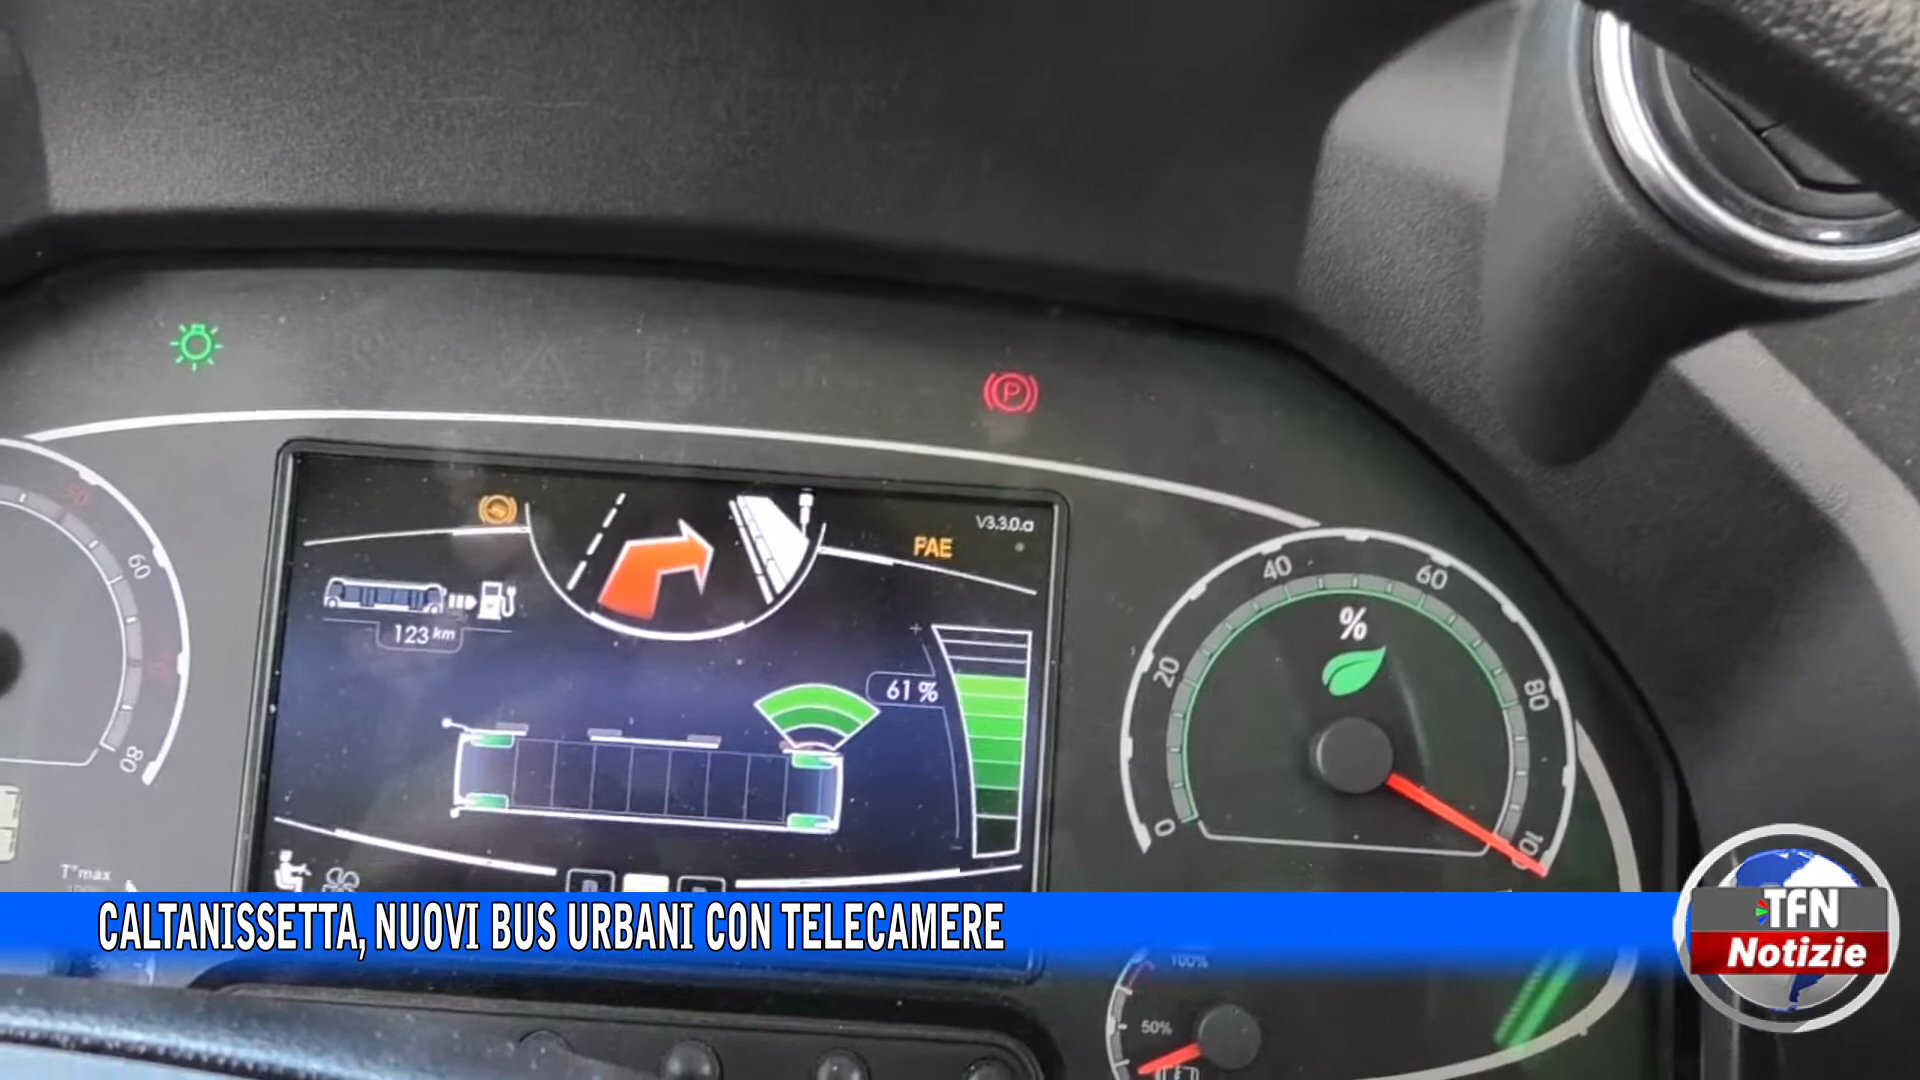 P
50
60
80
V3.3.0.a
PAE
123 km
61 %
%
0
20
40
60
80
T°max
CALTANISSETTA, NUOVI BUS URBANI CON TELECAMERE
TFN
Notizie
100%
50%